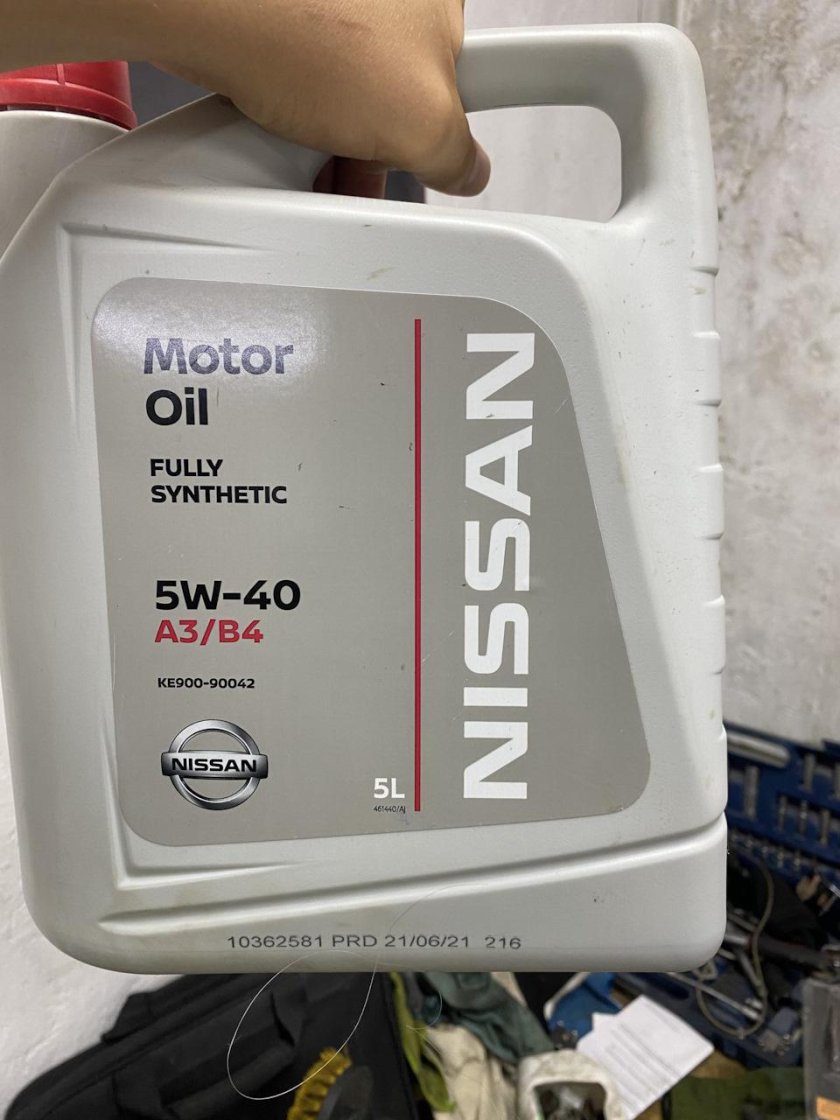 Motor
Oil
FULLY
SYNTHETIC
5W-40
A3/B4
KE900-90042
NISSAN
5L
461440/A
NISSAN
10362581 PRD 21/06/21 216